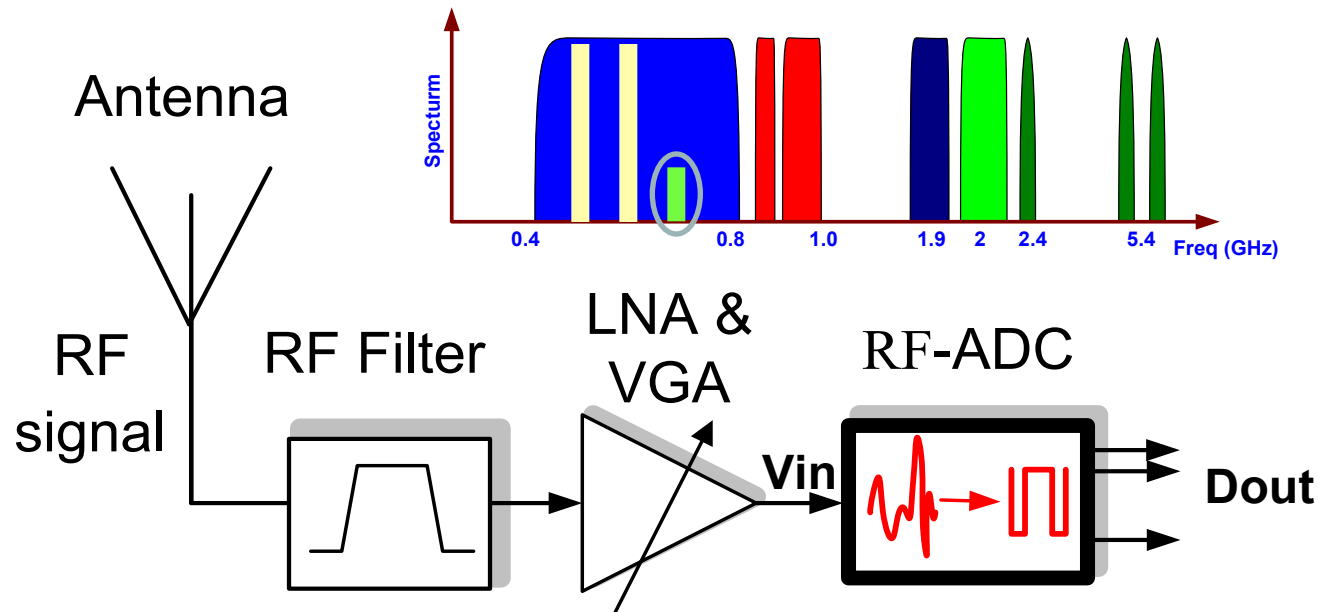 Specturm
0.4
0.8
1.0
1.9
2
2.4
5.4
Freq (GHz)
Antenna
RF
signal
RF Filter
LNA &
VGA
Vin
RF-ADC
Dout